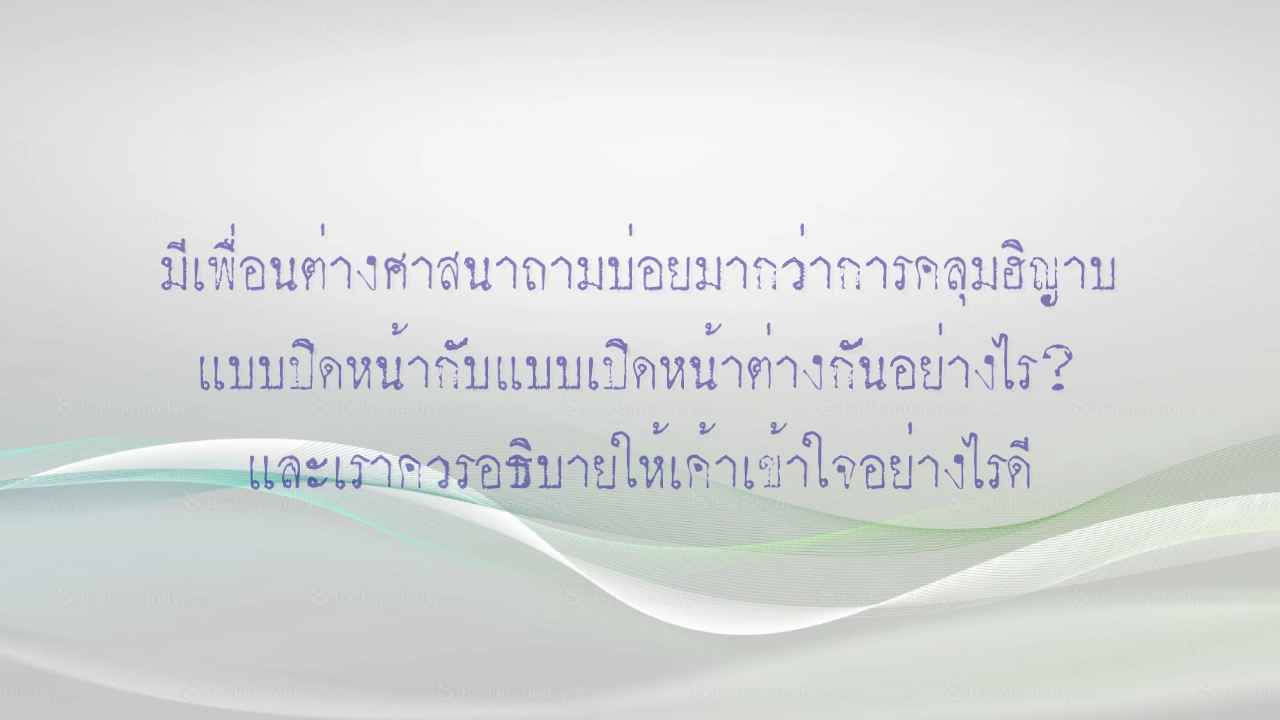 มีเพื่อนต่างศาสนาถามบ่อยมากว่าการคลุมฮิญาบ
แบบปิดหน้ากับแบบเปิดหน้าต่างกันอย่างไร?
และเราควรอธิบายให้เค้าเข้าใจอย่างไรดี
backgroundsy.com